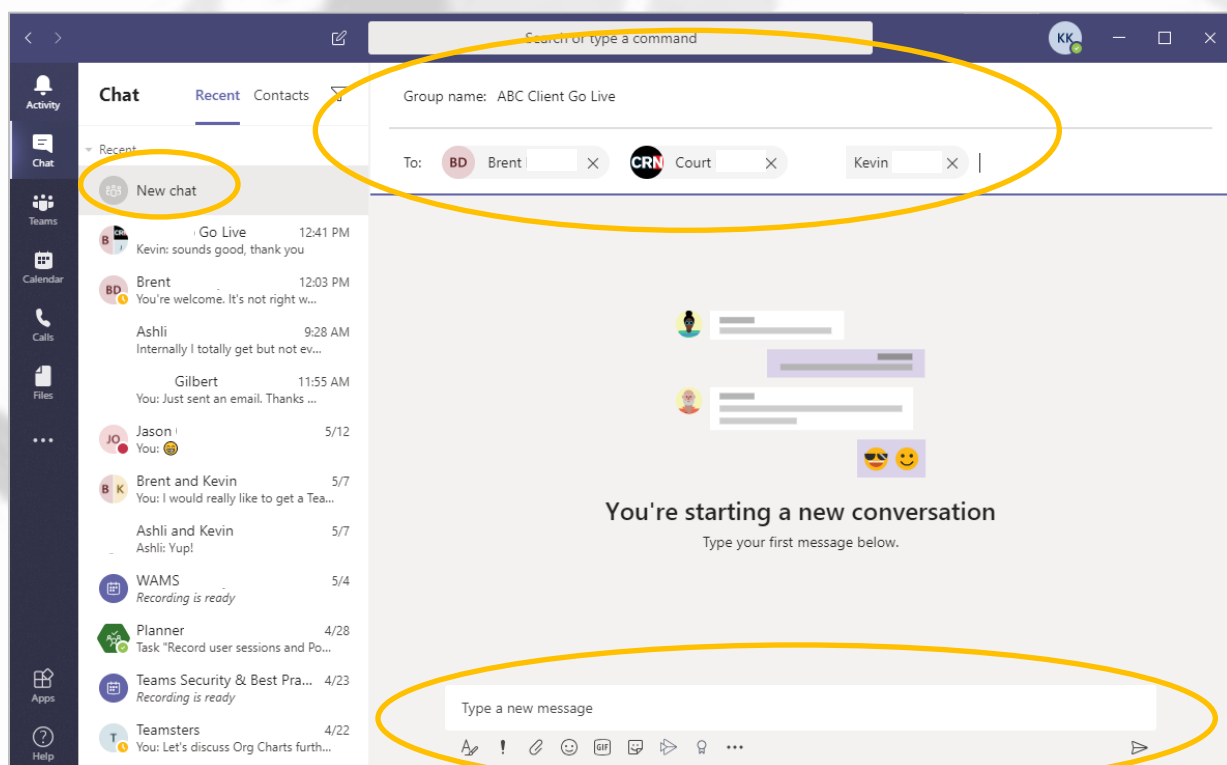 Search or type a command
KK
Activity
Chat
Teams
Calendar
Calls
Files
Apps
Help
Chat Recent Contacts
Recent
New chat
B CRN Go Live 12:41 PM
Kevin: sounds good, thank you
BD Brent 12:03 PM
You're welcome. It's not right w...
Ashli 9:28 AM
Internally I totally get but not ev...
Gilbert 11:55 AM
You: Just sent an email. Thanks ...
JO Jason 5/12
You: 😁
B K Brent and Kevin 5/7
You: I would really like to get a Tea...
Ashli and Kevin 5/7
Ashli: Yup!
WAMS 5/4
Recording is ready
Planner 4/28
Task "Record user sessions and Po...
Teams Security & Best Pra... 4/23
Recording is ready
T Teamsters 4/22
You: Let's discuss Org Charts furth...
Group name: ABC Client Go Live
To: BD Brent CRN Court Kevin
You're starting a new conversation
Type your first message below.
Type a new message
GIF